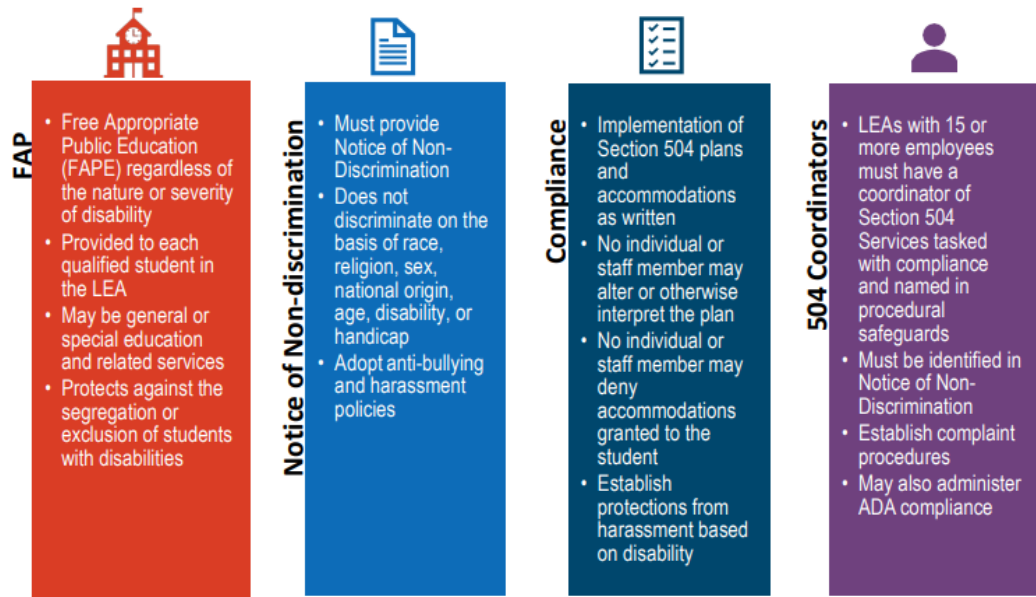 FAP
• Free Appropriate
Public Education
(FAPE) regardless of
the nature or severity
of disability
• Provided to each
qualified student in
the LEA
• May be general or
special education
and related services
• Protects against the
segregation or
exclusion of students
with disabilities
Notice of Non-discrimination
• Must provide
Notice of Non-
Discrimination
• Does not
discriminate on the
basis of race,
religion, sex,
national origin,
age, disability, or
handicap
• Adopt anti-bullying
and harassment
policies
Compliance
• Implementation of
Section 504 plans
and
accommodations
as written
• No individual or
staff member may
alter or otherwise
interpret the plan
• No individual or
staff member may
deny
accommodations
granted to the
student
• Establish
protections from
harassment based
on disability
504 Coordinators
• LEAs with 15 or
more employees
must have a
coordinator of
Section 504
Services tasked
with compliance
and named in
procedural
safeguards
• Must be identified in
Notice of Non-
Discrimination
• Establish complaint
procedures
• May also administer
ADA compliance